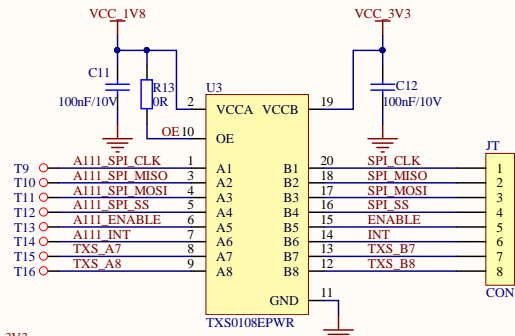 VCC_1V8 VCC_3V3
C11 R13 U3 C12
100nF/10V 0R 2 VCCA VCCB 19 100nF/10V
OE 10 OE JT
T9 A111_SPI_CLK 1 A1 B1 20 SPI_CLK 1
T10 A111_SPI_MISO 3 A2 B2 18 SPI_MISO 2
T11 A111_SPI_MOSI 4 A3 B3 17 SPI_MOSI 3
T12 A111_SPI_SS 5 A4 B4 16 SPI_SS 4
T13 A111_ENABLE 6 A5 B5 15 ENABLE 5
T14 A111_INT 7 A6 B6 14 INT 6
T15 TXS_A7 8 A7 B7 13 TXS_B7 7
T16 TXS_A8 9 A8 B8 12 TXS_B8 8
GND 11 CON
TXS0108EPWR